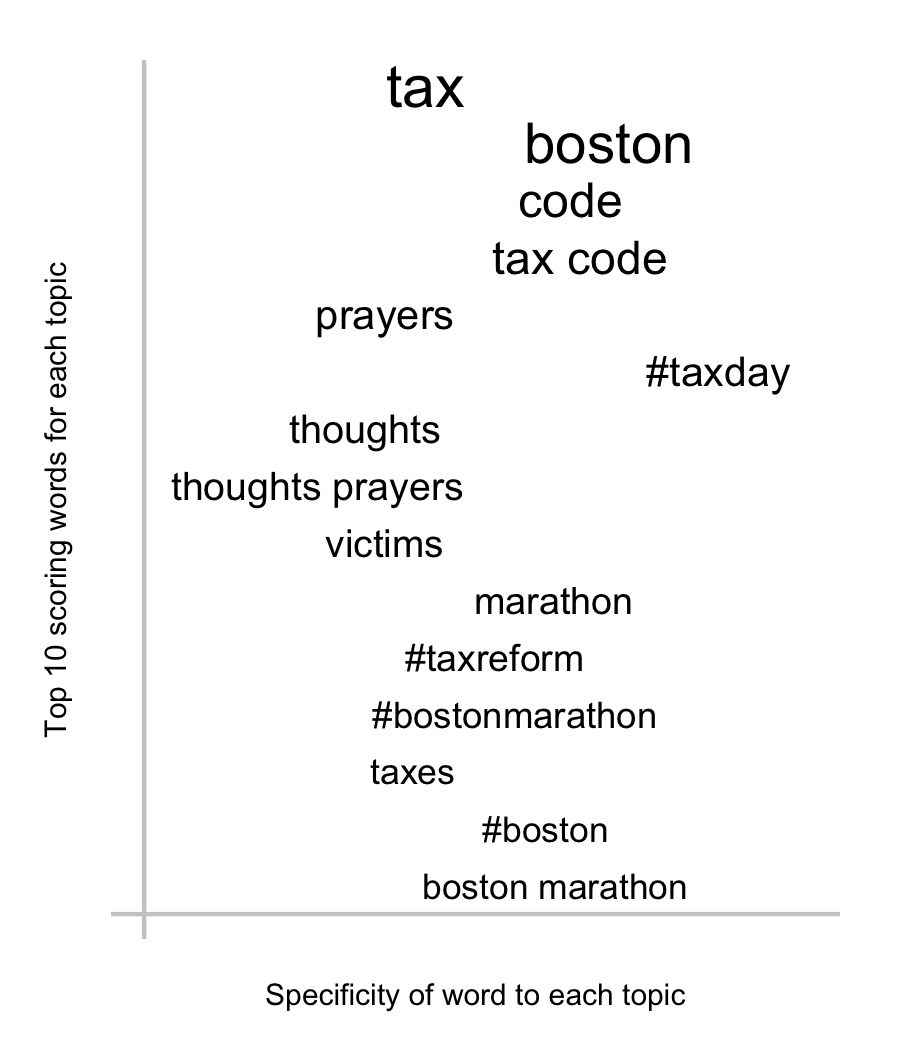 tax
boston
code
tax code
prayers
#taxday
thoughts
thoughts prayers
victims
marathon
#taxreform
#bostonmarathon
taxes
#boston
boston marathon
Top 10 scoring words for each topic
Specificity of word to each topic